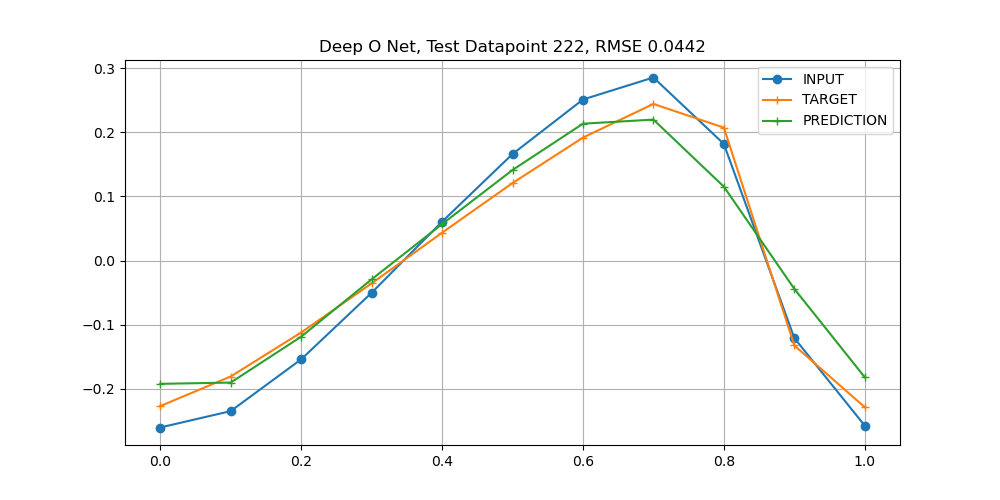 Deep O Net, Test Datapoint 222, RMSE 0.0442
INPUT
TARGET
PREDICTION
0.3
0.2
0.1
0.0
−0.1
−0.2
0.0 0.2 0.4 0.6 0.8 1.0